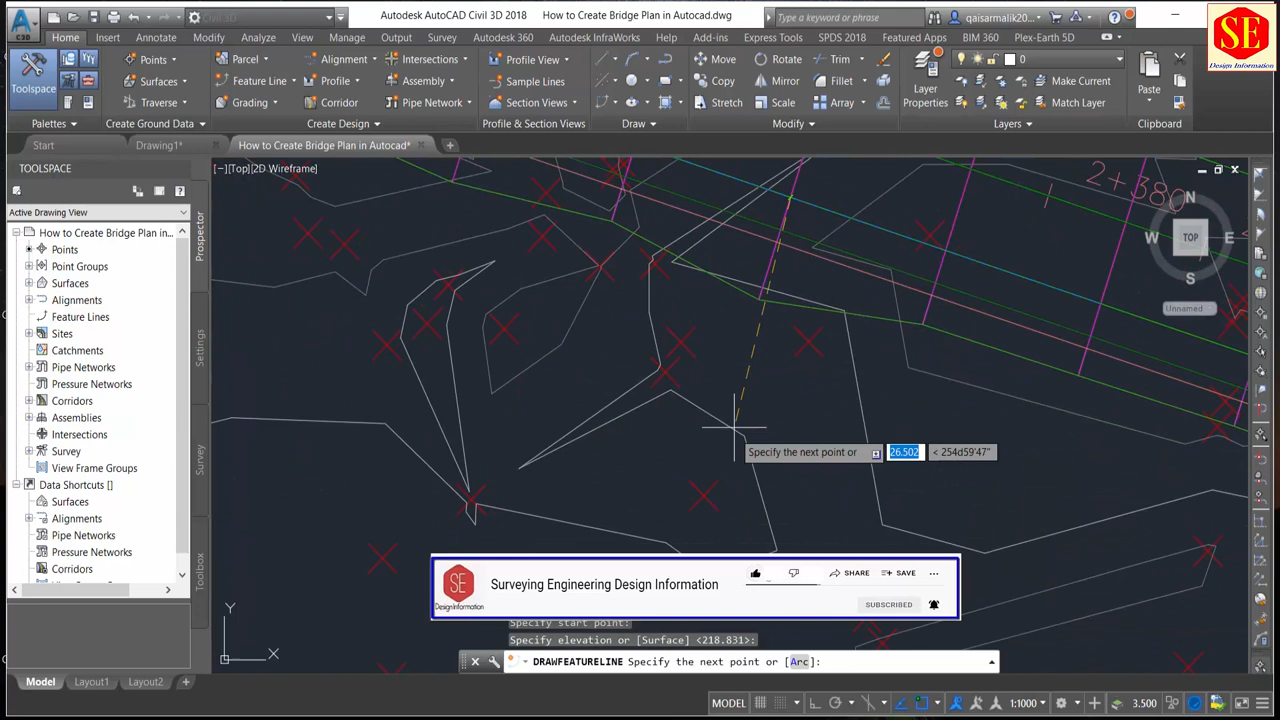 Autodesk AutoCAD Civil 3D 2018 How to Create Bridge Plan in Autocad.dwg
Type a keyword or phrase
qaisarmalik20...
SE
Design Information
C3D
Civil 3D
Home Insert Annotate Modify Analyze View Manage Output Survey Autodesk 360 Autodesk InfraWorks Help Add-ins Express Tools SPDS 2018 Featured Apps BIM 360 Plex-Earth 5D
Points Parcel Alignment Intersections Profile View Move Rotate Trim 0
Toolspace Surfaces Feature Line Profile Assembly Sample Lines Copy Mirror Fillet Layer Properties Make Current Paste
Traverse Grading Corridor Pipe Network Section Views Stretch Scale Array Match Layer
Palettes Create Ground Data Create Design Profile & Section Views Draw Modify Layers Clipboard
Start Drawing1* How to Create Bridge Plan in Autocad*
TOOLSPACE
[−][Top][2D Wireframe]
Active Drawing View
How to Create Bridge Plan in...
Points
Point Groups
Surfaces
Alignments
Feature Lines
Sites
Catchments
Pipe Networks
Pressure Networks
Corridors
Assemblies
Intersections
Survey
View Frame Groups
Data Shortcuts []
Surfaces
Alignments
Pipe Networks
Pressure Networks
Corridors
Prospector
Settings
Survey
Toolbox
2+380
N
W TOP E
S
Unnamed
Specify the next point or 26.502 < 254d59'47"
SE
Design Information
Surveying Engineering Design Information
SHARE SAVE
SUBSCRIBED
Y
X
Specify start point:
Specify elevation or [Surface] <218.831>:
DRAWFEATURELINE Specify the next point or [Arc]:
Model Layout1 Layout2
MODEL 1:1000 3.500